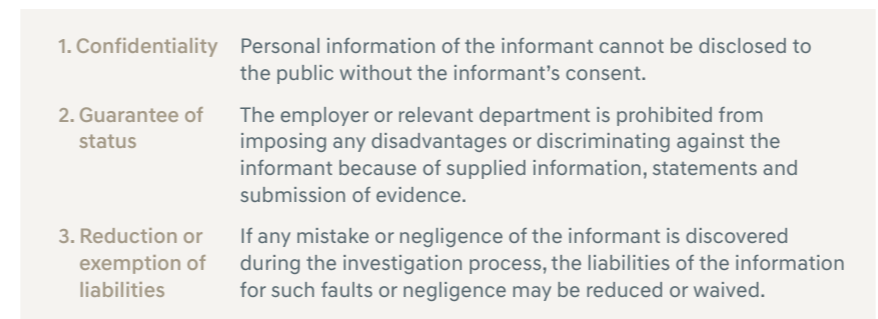 1. Confidentiality Personal information of the informant cannot be disclosed to
the public without the informant's consent.
2. Guarantee of The employer or relevant department is prohibited from
status imposing any disadvantages or discriminating against the
informant because of supplied information, statements and
submission of evidence.
3. Reduction or If any mistake or negligence of the informant is discovered
exemption of during the investigation process, the liabilities of the information
liabilities for such faults or negligence may be reduced or waived.